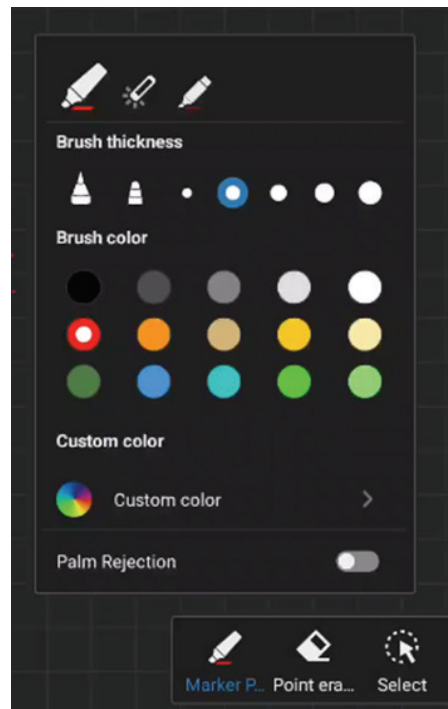 Brush thickness
Brush color
Custom color
Custom color
Palm Rejection
Marker P... Point era... Select